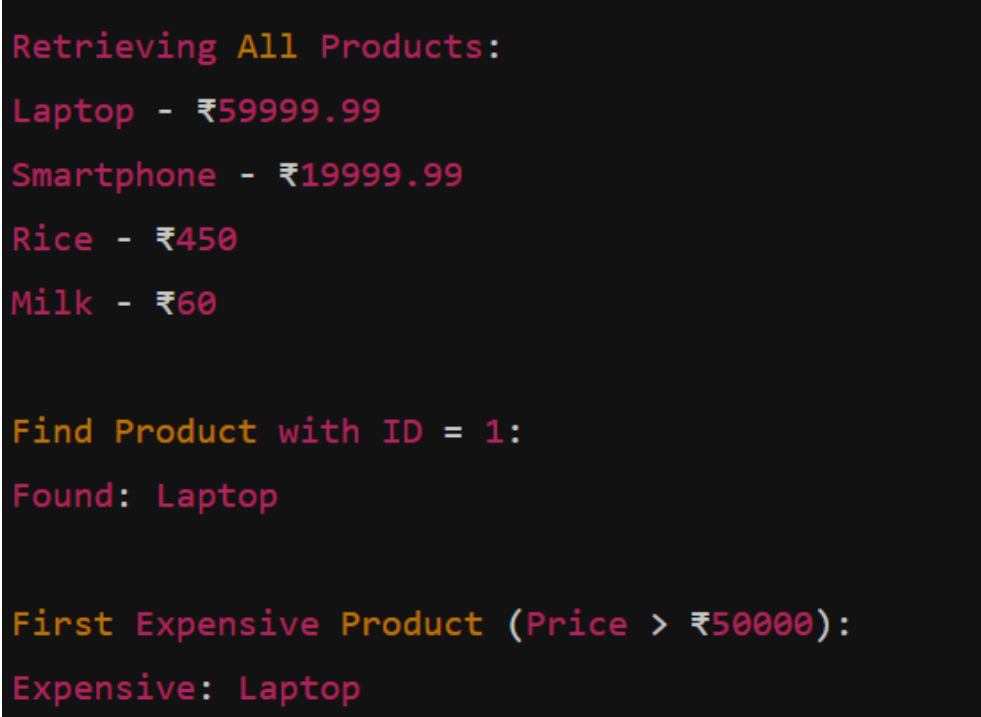 Retrieving All Products:
Laptop - ₹59999.99
Smartphone - ₹19999.99
Rice - ₹450
Milk - ₹60
Find Product with ID = 1:
Found: Laptop
First Expensive Product (Price > ₹50000):
Expensive: Laptop